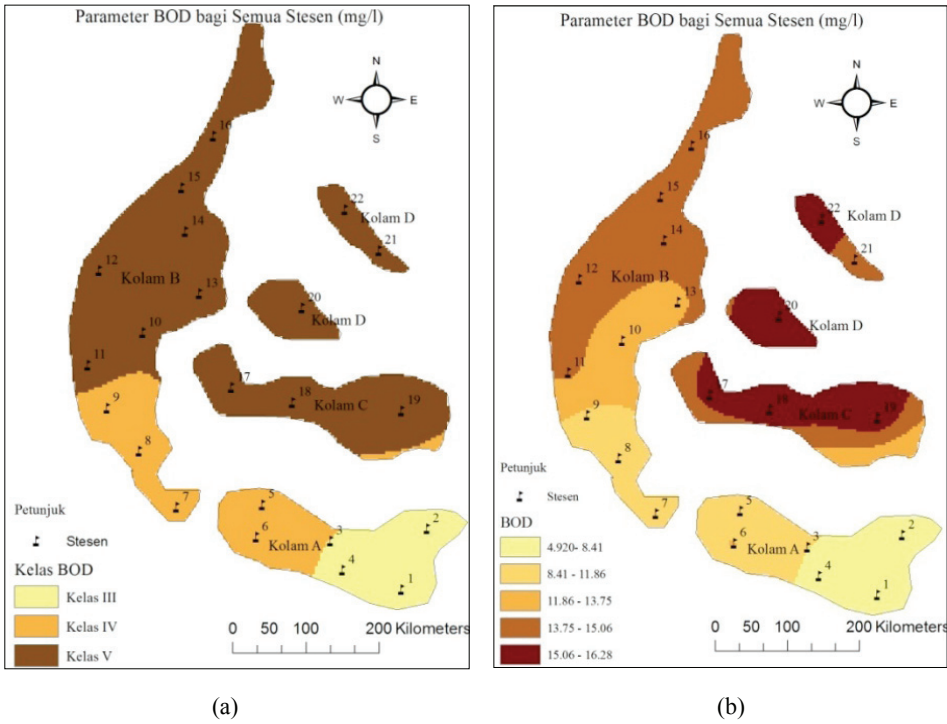 Parameter BOD bagi Semua Stesen (mg/l)
N
W
E
S
16
15
22
14
Kolam D
21
12
Kolam B
13
20
10
Kolam D
11
17
18
9
Kolam C
19
8
7
5
2
Petunjuk
6
3
Kolam A
Stesen
4
1
Kelas BOD
Kelas III
Kelas IV
0 50 100 200 Kilometers
Kelas V
(a)
Parameter BOD bagi Semua Stesen (mg/l)
N
W
E
S
16
15
22
14
Kolam D
21
12
Kolam B
13
20
10
Kolam D
11
7
18
9
Kolam C
19
8
Petunjuk
7
5
Stesen
2
6
3
BOD
Kolam A
4
4.920- 8.41
1
8.41 - 11.86
11.86 - 13.75
13.75 - 15.06
0 50 100 200 Kilometers
15.06 - 16.28
(b)